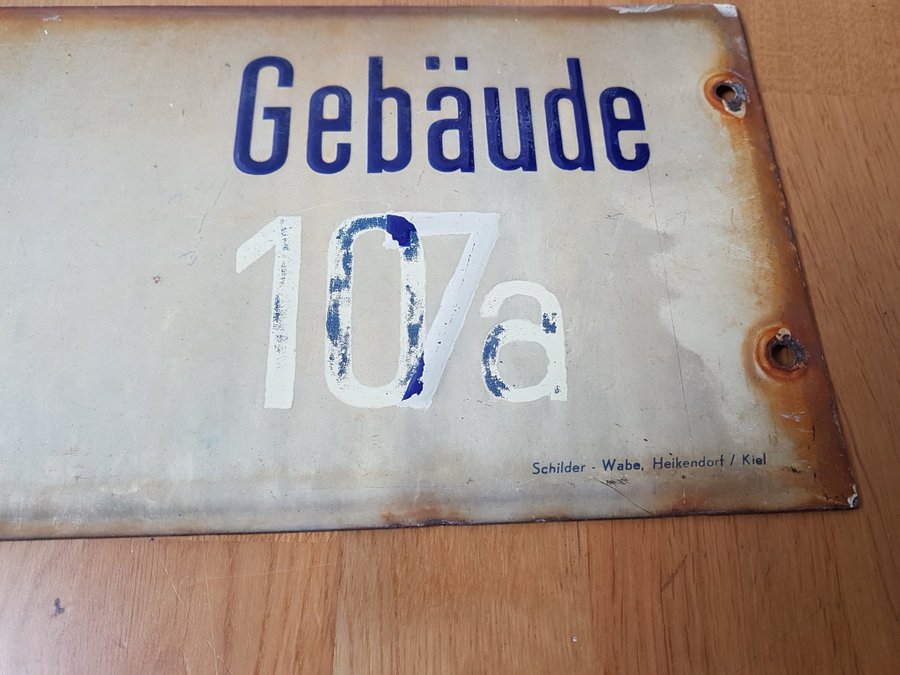 Gebäude
107a
Schilder - Wabe, Heikendorf / Kiel